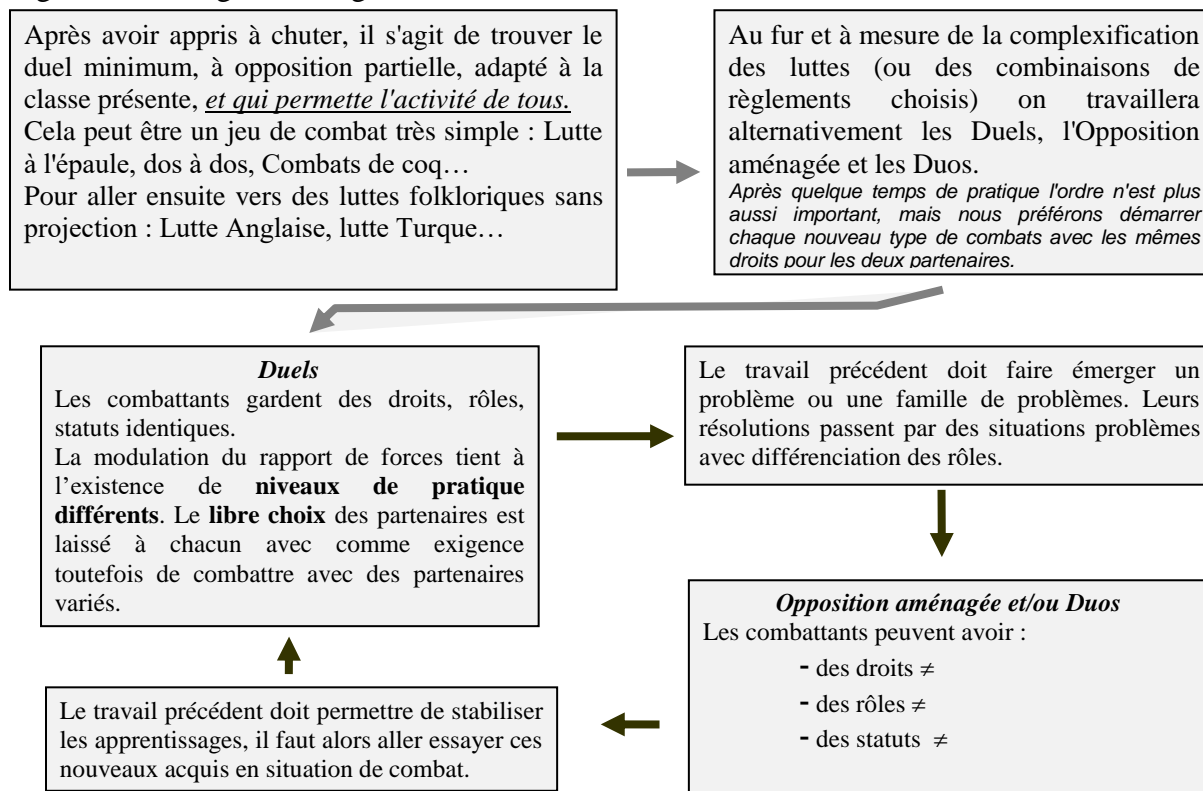 Après avoir appris à chuter, il s'agit de trouver le
duel minimum, à opposition partielle, adapté à la
classe présente, et qui permette l'activité de tous.
Cela peut être un jeu de combat très simple : Lutte
à l'épaule, dos à dos, Combats de coq…
Pour aller ensuite vers des luttes folkloriques sans
projection : Lutte Anglaise, lutte Turque…
Au fur et à mesure de la complexification
des luttes (ou des combinaisons de
règlements choisis) on travaillera
alternativement les Duels, l'Opposition
aménagée et les Duos.
Après quelque temps de pratique l'ordre n'est plus
aussi important, mais nous préférons démarrer
chaque nouveau type de combats avec les mêmes
droits pour les deux partenaires.
Duels
Les combattants gardent des droits, rôles,
statuts identiques.
La modulation du rapport de forces tient à
l’existence de niveaux de pratique
différents. Le libre choix des partenaires est
laissé à chacun avec comme exigence
toutefois de combattre avec des partenaires
variés.
Le travail précédent doit faire émerger un
problème ou une famille de problèmes. Leurs
résolutions passent par des situations problèmes
avec différenciation des rôles.
Opposition aménagée et/ou Duos
Les combattants peuvent avoir :
- des droits ≠
- des rôles ≠
- des statuts ≠
Le travail précédent doit permettre de stabiliser
les apprentissages, il faut alors aller essayer ces
nouveaux acquis en situation de combat.